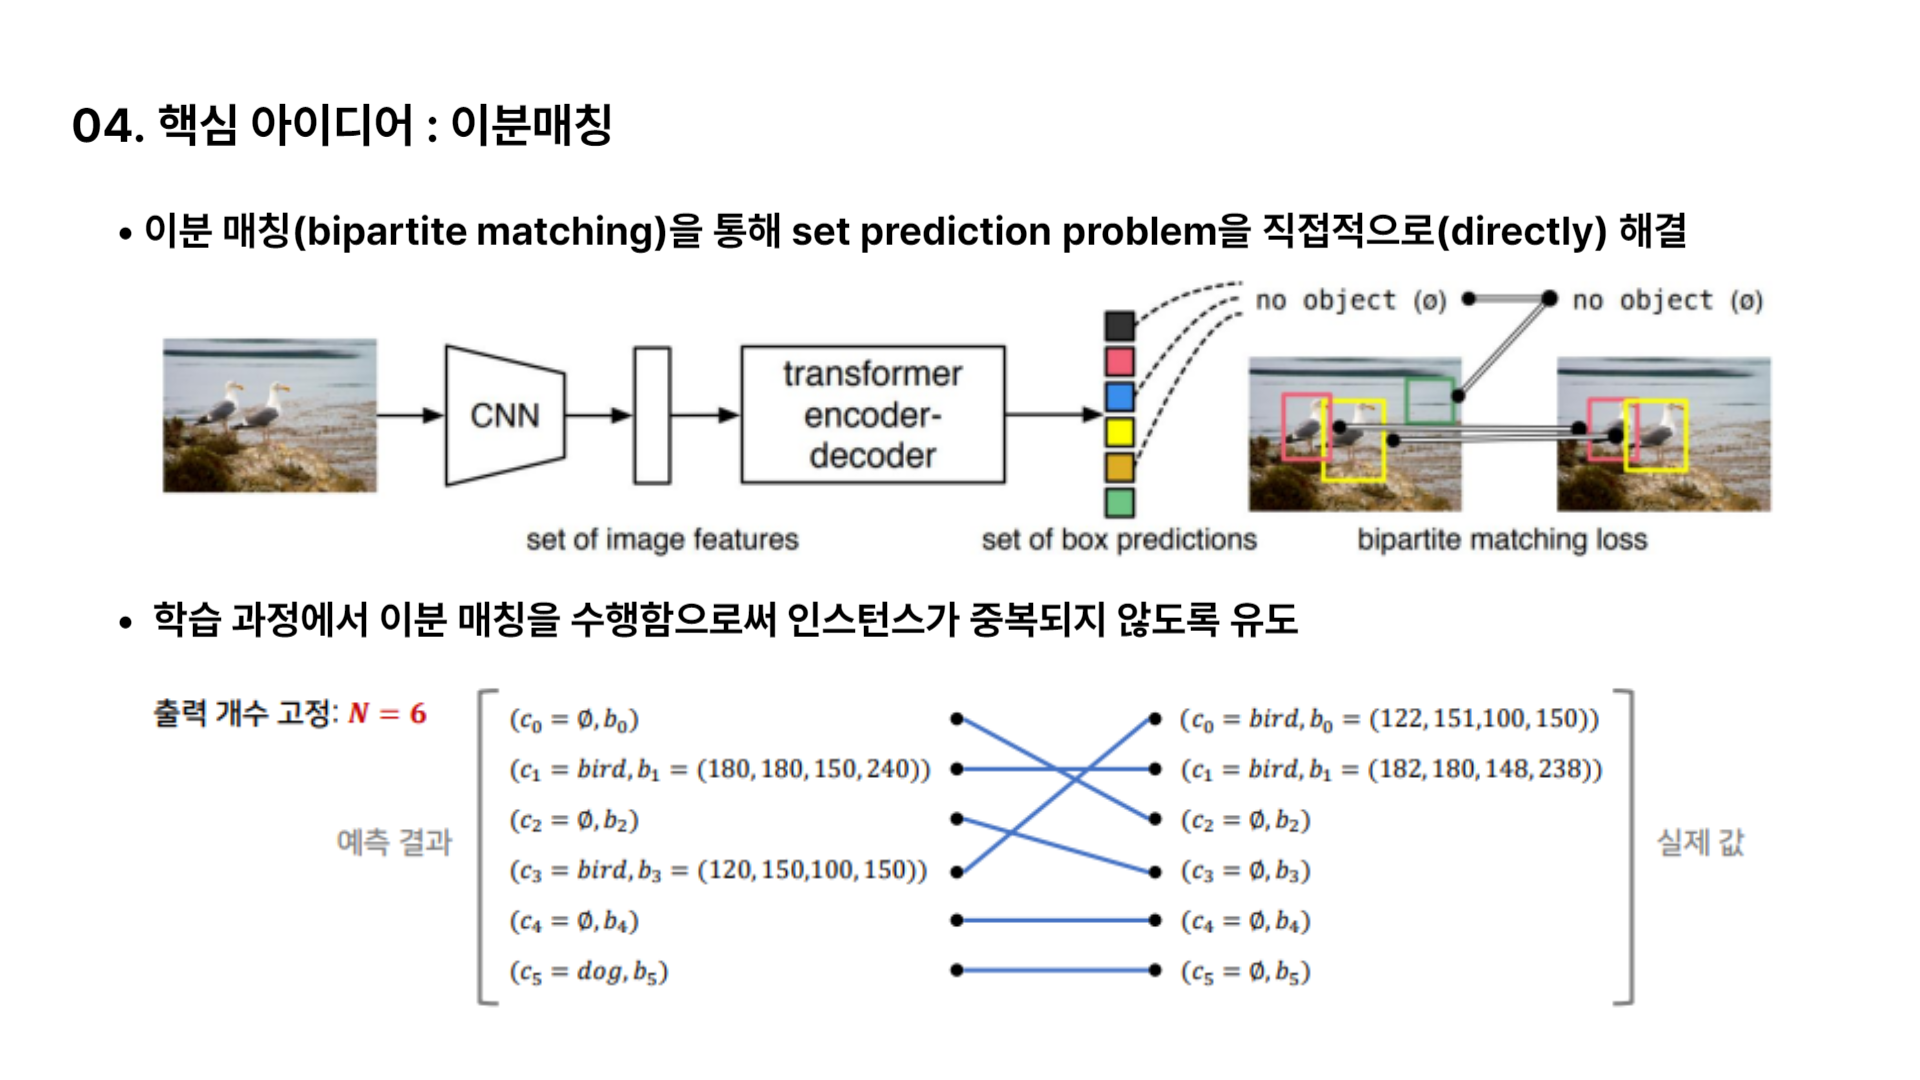 04. 핵심 아이디어 : 이분매칭
• 이분 매칭(bipartite matching)을 통해 set prediction problem을 직접적으로(directly) 해결
no object (ø)
no object (ø)
CNN
transformer
encoder-
decoder
set of image features
set of box predictions
bipartite matching loss
• 학습 과정에서 이분 매칭을 수행함으로써 인스턴스가 중복되지 않도록 유도
출력 개수 고정: N = 6
예측 결과
(c₀ = ∅, b₀)
(c₁ = bird, b₁ = (180, 180, 150, 240))
(c₂ = ∅, b₂)
(c₃ = bird, b₃ = (120, 150,100, 150))
(c₄ = ∅, b₄)
(c₅ = dog, b₅)
(c₀ = bird, b₀ = (122, 151,100, 150))
(c₁ = bird, b₁ = (182, 180, 148, 238))
(c₂ = ∅, b₂)
(c₃ = ∅, b₃)
(c₄ = ∅, b₄)
(c₅ = ∅, b₅)
실제 값